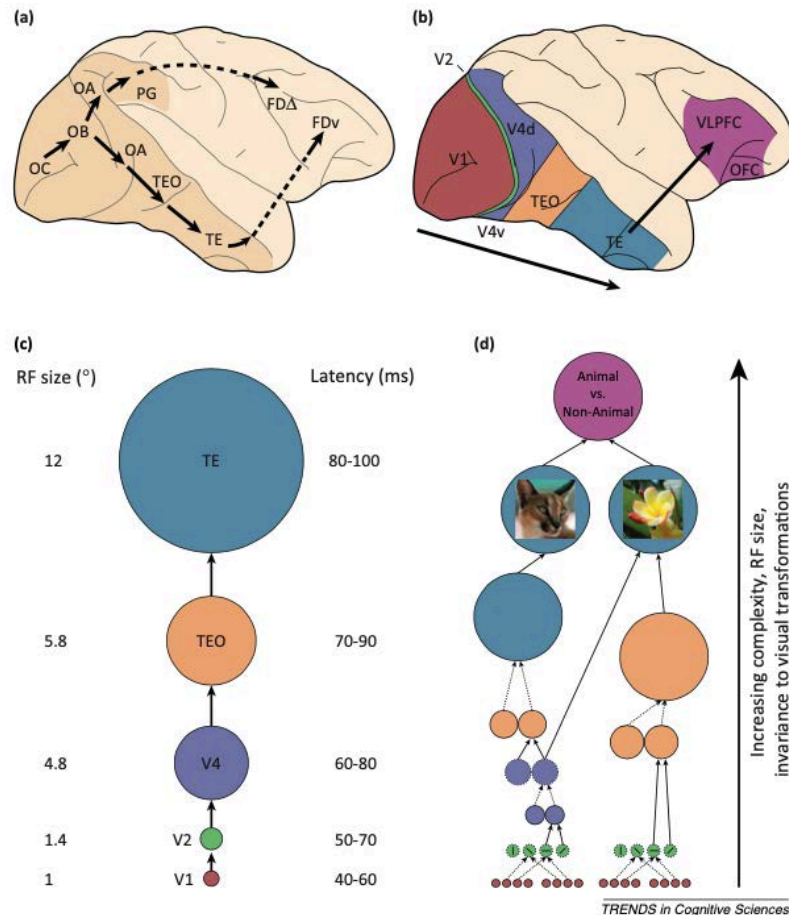 (a)
OA
PG
FDΔ
FDv
OB
OC
OA
TEO
TE
(b)
V2
V4d
V1
VLPFC
OFC
TEO
TE
V4v
(c)
RF size (°) Latency (ms)
12 TE 80-100
5.8 TEO 70-90
4.8 V4 60-80
1.4 V2 50-70
1 V1 40-60
(d)
Animal
vs.
Non-Animal
Increasing complexity, RF size,
invariance to visual transformations
TRENDS in Cognitive Sciences